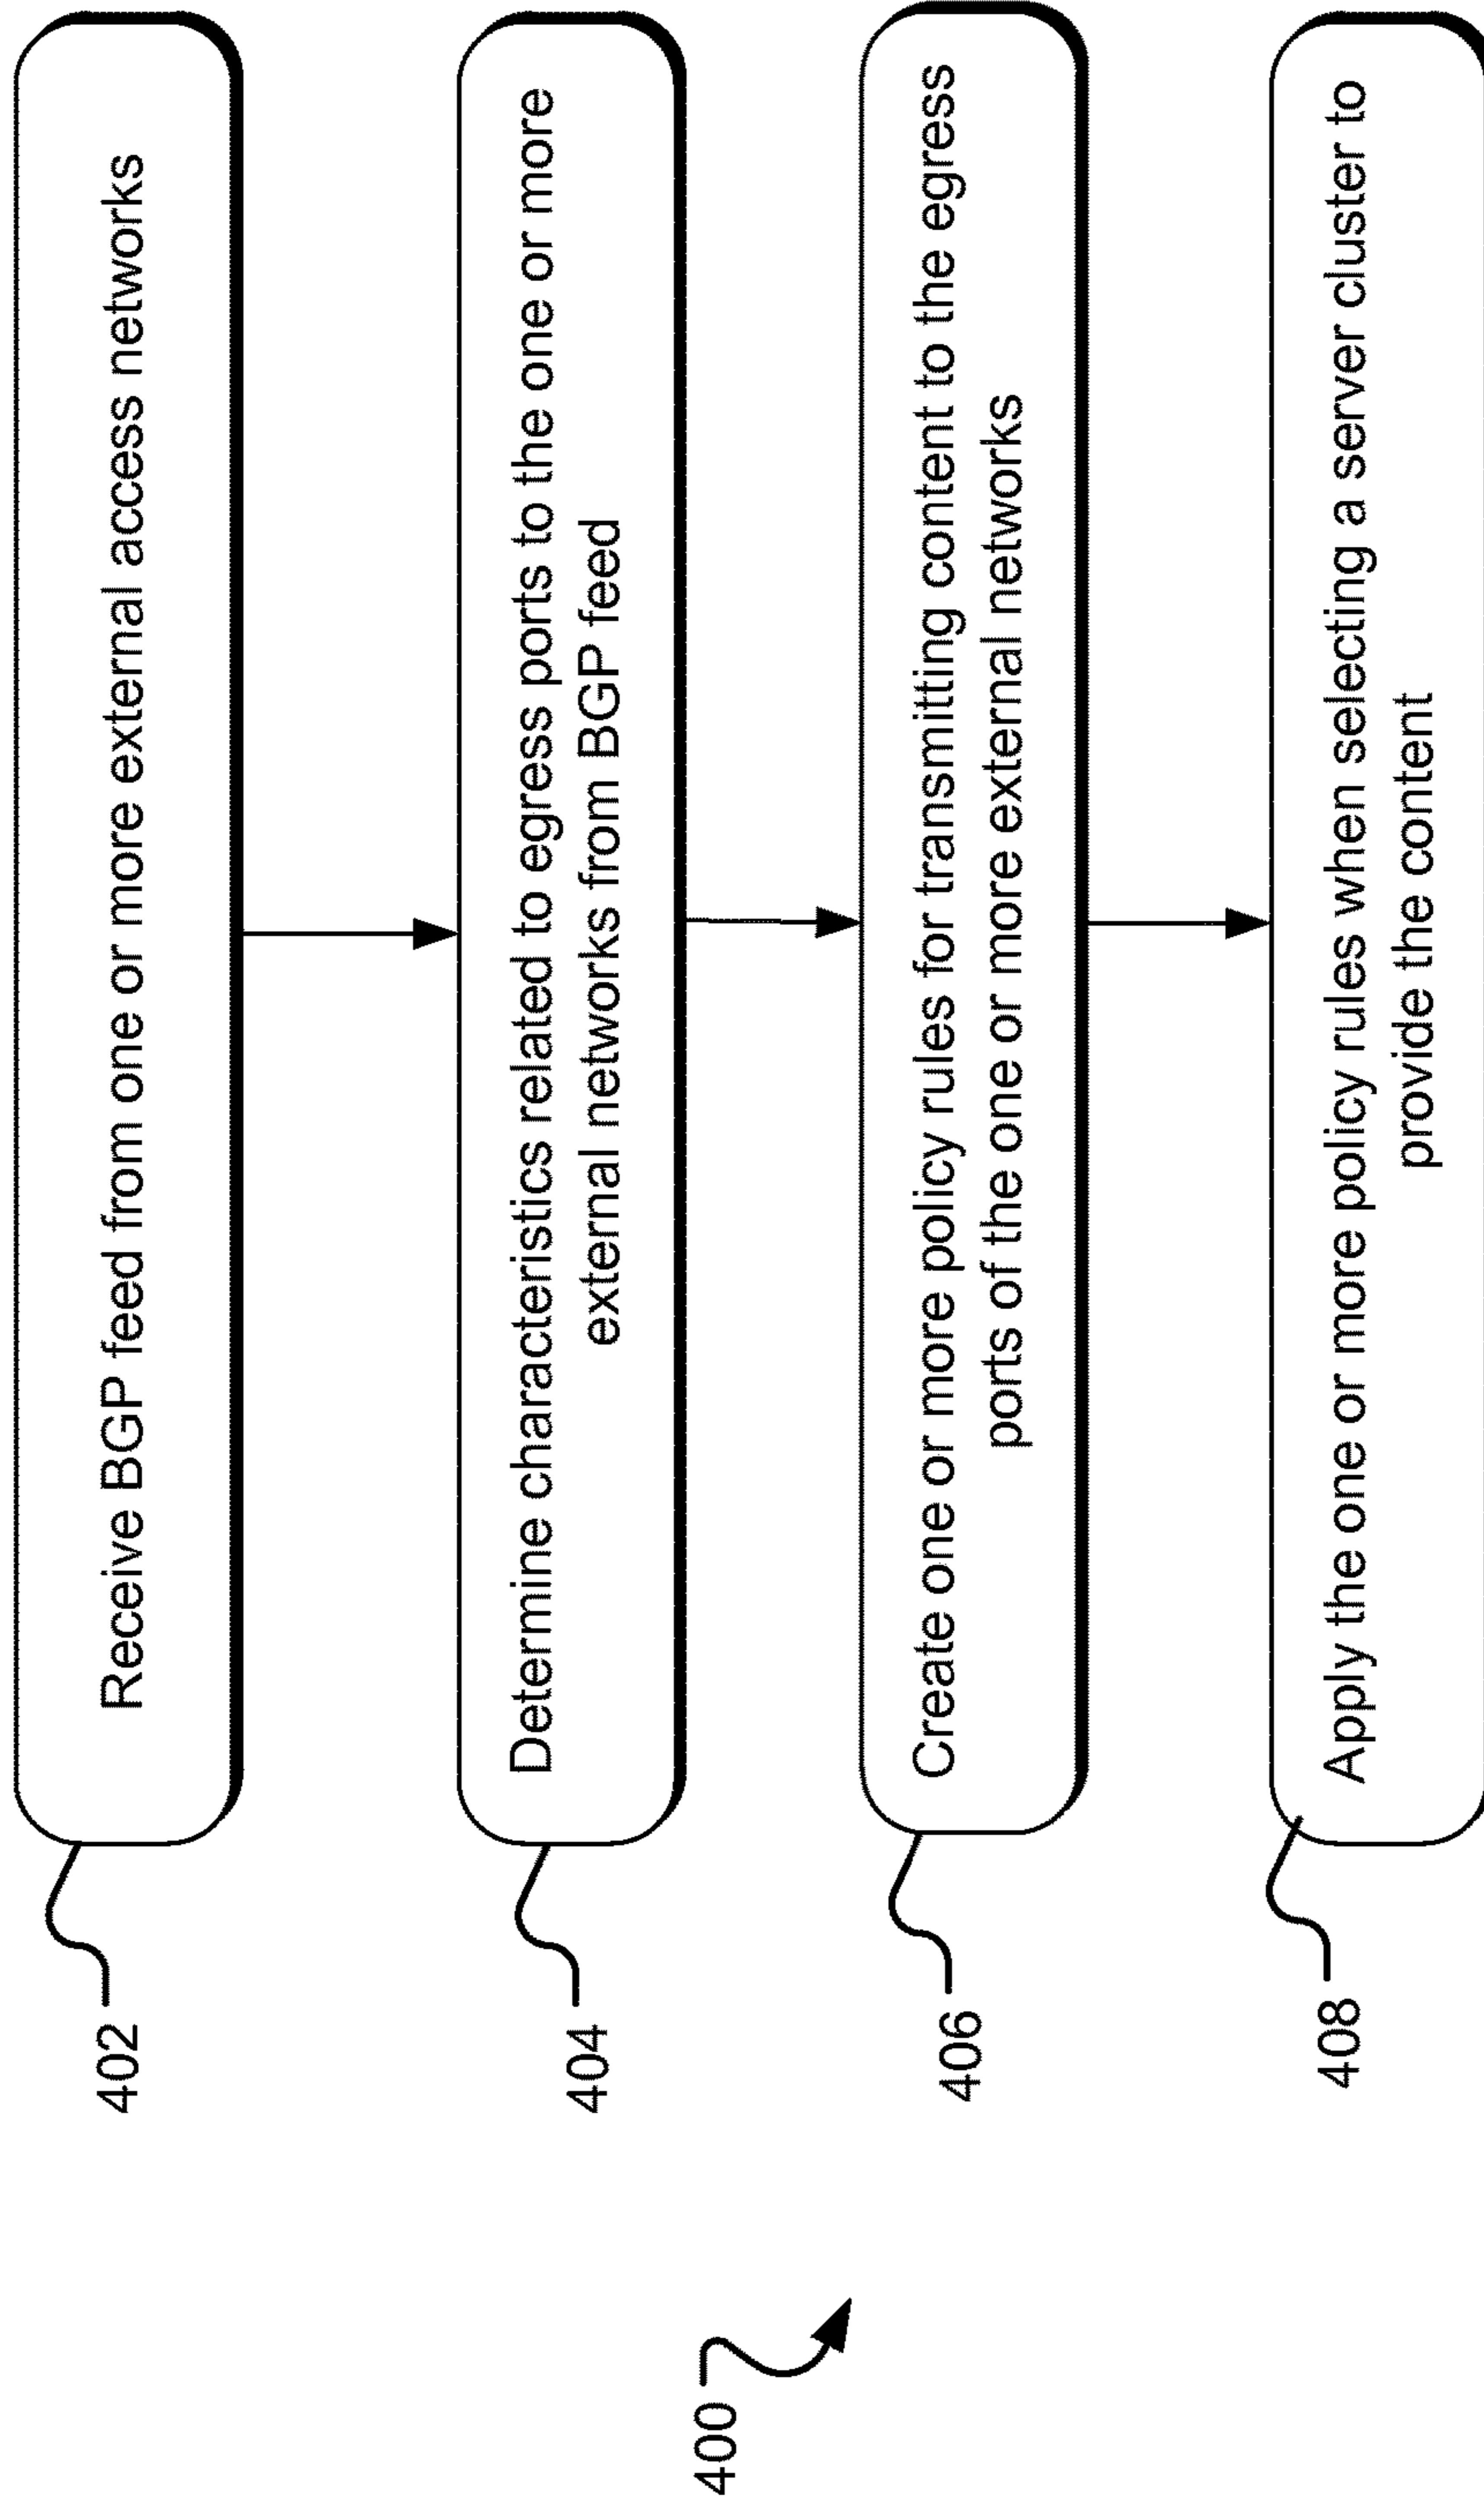 400
402
Receive BGP feed from one or more external access networks
404
Determine characteristics related to egress ports to the one or more
external networks from BGP feed
406
Create one or more policy rules for transmitting content to the egress
ports of the one or more external networks
408
Apply the one or more policy rules when selecting a server cluster to
provide the content